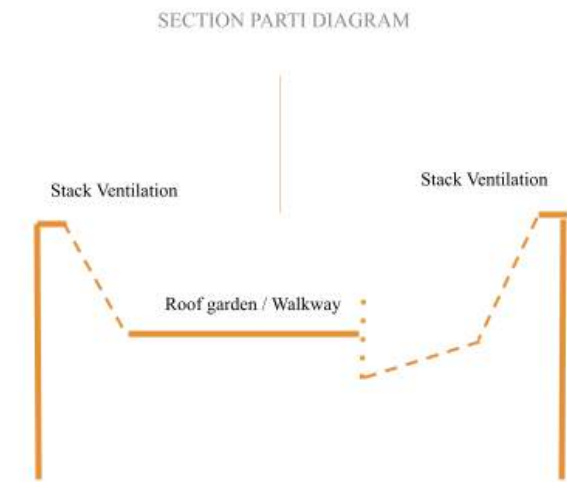 SECTION PARTI DIAGRAM
Stack Ventilation
Stack Ventilation
Roof garden / Walkway